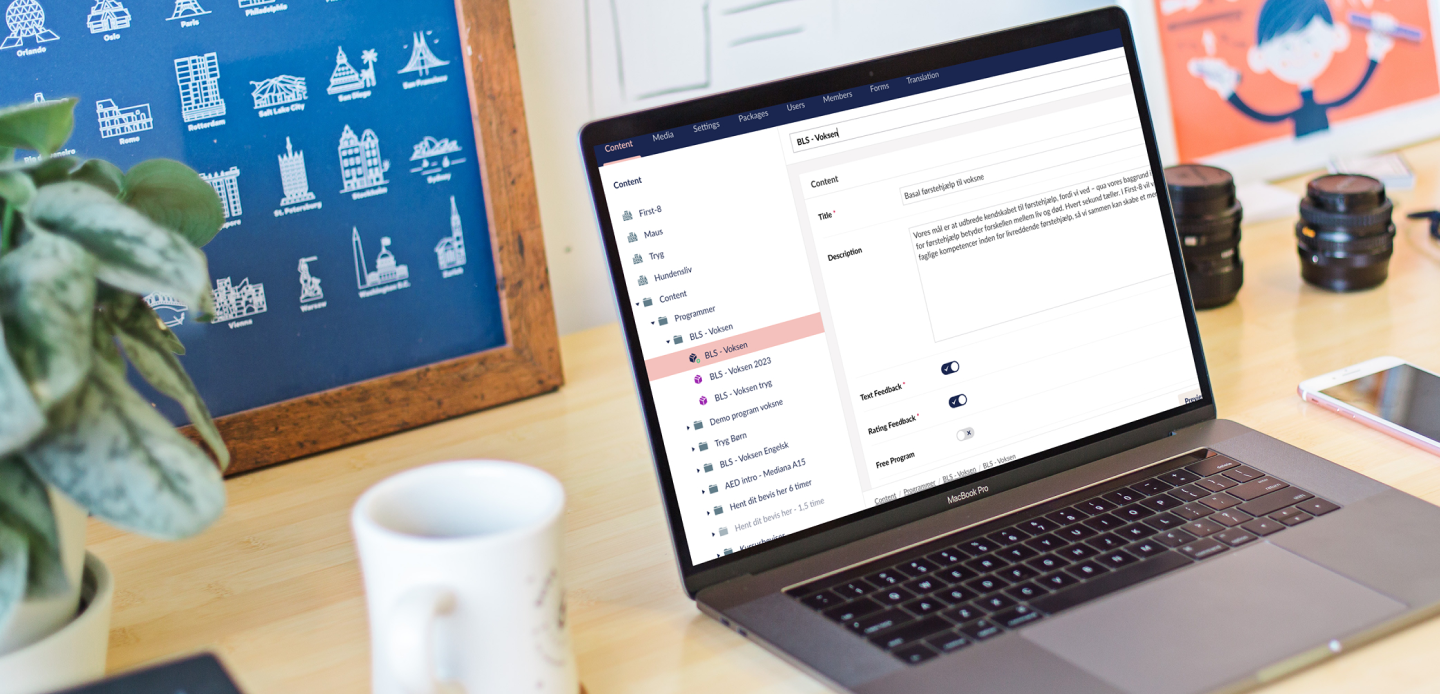 Orlando
Oslo
Paris
Philadelphia
Rome
Rotterdam
Salt Lake City
San Diego
San Francisco
St. Petersburg
Stockholm
Sydney
Vienna
Warsaw
Washington D.C.
Zurich
Content Media Settings Packages Users Members Forms Translation
Content
First-8
Maus
Tryg
Hundensliv
Content
Programmer
BLS - Voksen
BLS - Voksen
BLS - Voksen 2023
BLS - Voksen tryg
Demo program voksne
Tryg Børn
BLS - Voksen Engelsk
AED intro - Mediana A15
Hent dit bevis her 6 timer
Hent dit bevis her - 1,5 time
Kursusbeviser
BLS - Voksen
Content
Title *
Basal førstehjælp til voksne
Description
Vores mål er at udbrede kendskabet til førstehjælp, fordi vi ved – qua vores baggrund
for førstehjælp betyder forskellen mellem liv og død. Hvert sekund tæller. I First-8 vil v
faglige kompetencer inden for livreddende førstehjælp, så vi sammen kan skabe et
Text Feedback *
Rating Feedback *
Free Program
Content / Programmer / BLS - Voksen / BLS - Voksen
MacBook Pro